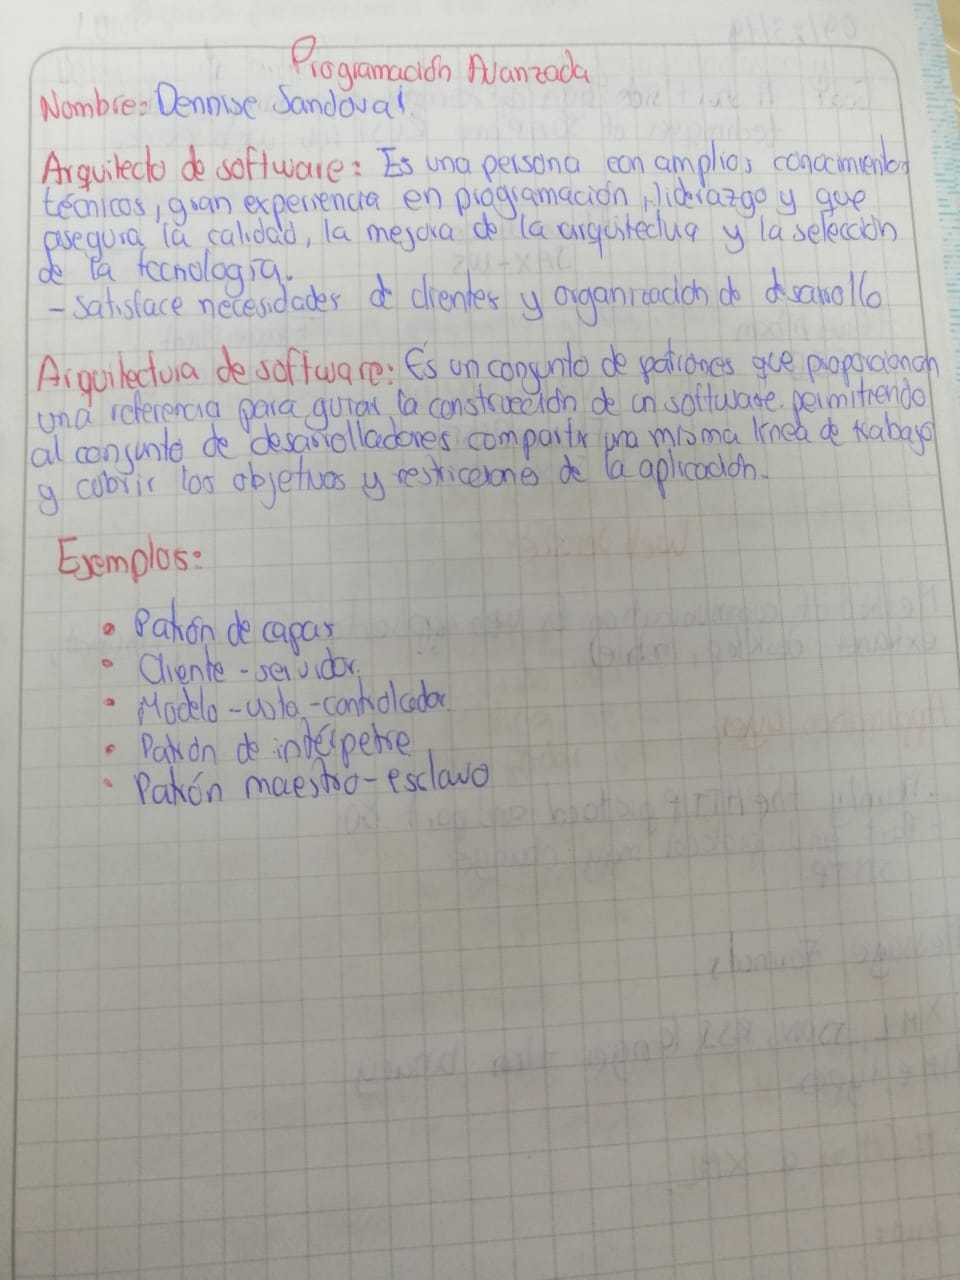 Programación Avanzada
Nombre: Dennise Sandoval.
Arquitecto de software: Es una persona con amplios conocimientos
técnicos, gran experiencia en programación, liderazgo y que
asegura la calidad, la mejora de la arquitectua y la selección
de la tecnología.
- Satisface necesidades de clientes y organización de desarrollo
Arquitectura de software: Es un conjunto de patrones que proporcionan
una referencia para guiar la construcción de un software permitiendo
al conjunto de desarrolladores compartir una misma línea de trabajo
y cubrir los objetivos y restricciones de la aplicación.
Ejemplos:
• Patrón de capas
• Cliente - servidor
• Modelo - vista - controlcador
• Patrón de intérpetre
• Patrón maestro - esclavo